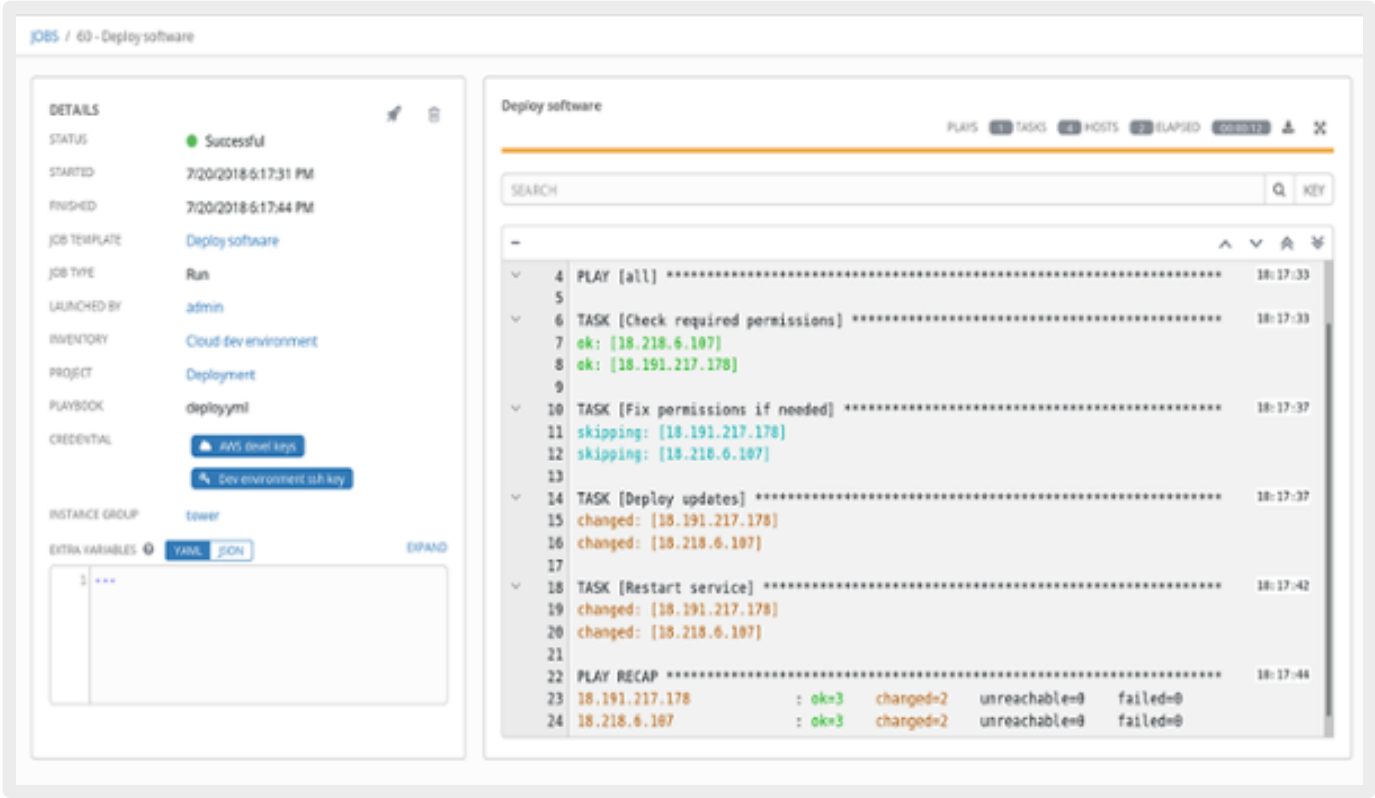 JOBS / 60 - Deploy software
DETAILS
STATUS Successful
STARTED 7/20/2018 6:17:31 PM
FINISHED 7/20/2018 6:17:44 PM
JOB TEMPLATE Deploy software
JOB TYPE Run
LAUNCHED BY admin
INVENTORY Cloud dev environment
PROJECT Deployment
PLAYBOOK deploy.yml
CREDENTIAL AWS devel keys
Dev environment ssh key
INSTANCE GROUP tower
EXTRA VARIABLES YAML JSON EXPAND
1 ---
Deploy software
PLAYS 1 TASKS 4 HOSTS 2 ELAPSED 00:00:12
SEARCH KEY
4 PLAY [all] ********************************************************************* 18:17:33
5
6 TASK [Check required permissions] ********************************************** 18:17:33
7 ok: [18.218.6.107]
8 ok: [18.191.217.178]
9
10 TASK [Fix permissions if needed] *********************************************** 18:17:37
11 skipping: [18.191.217.178]
12 skipping: [18.218.6.107]
13
14 TASK [Deploy updates] ********************************************************** 18:17:37
15 changed: [18.191.217.178]
16 changed: [18.218.6.107]
17
18 TASK [Restart service] ********************************************************* 18:17:42
19 changed: [18.191.217.178]
20 changed: [18.218.6.107]
21
22 PLAY RECAP ********************************************************************* 18:17:44
23 18.191.217.178 : ok=3 changed=2 unreachable=0 failed=0
24 18.218.6.107 : ok=3 changed=2 unreachable=0 failed=0